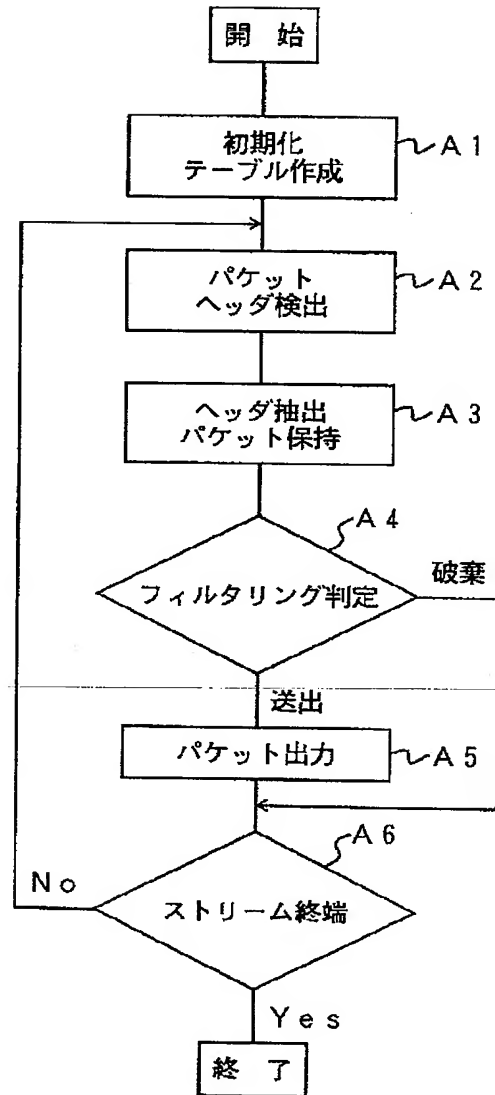 開 始
初期化
テーブル作成
A1
パケット
ヘッダ検出
A2
ヘッダ抽出
パケット保持
A3
A4
フィルタリング判定
破棄
送出
パケット出力
A5
A6
No
ストリーム終端
Yes
終 了